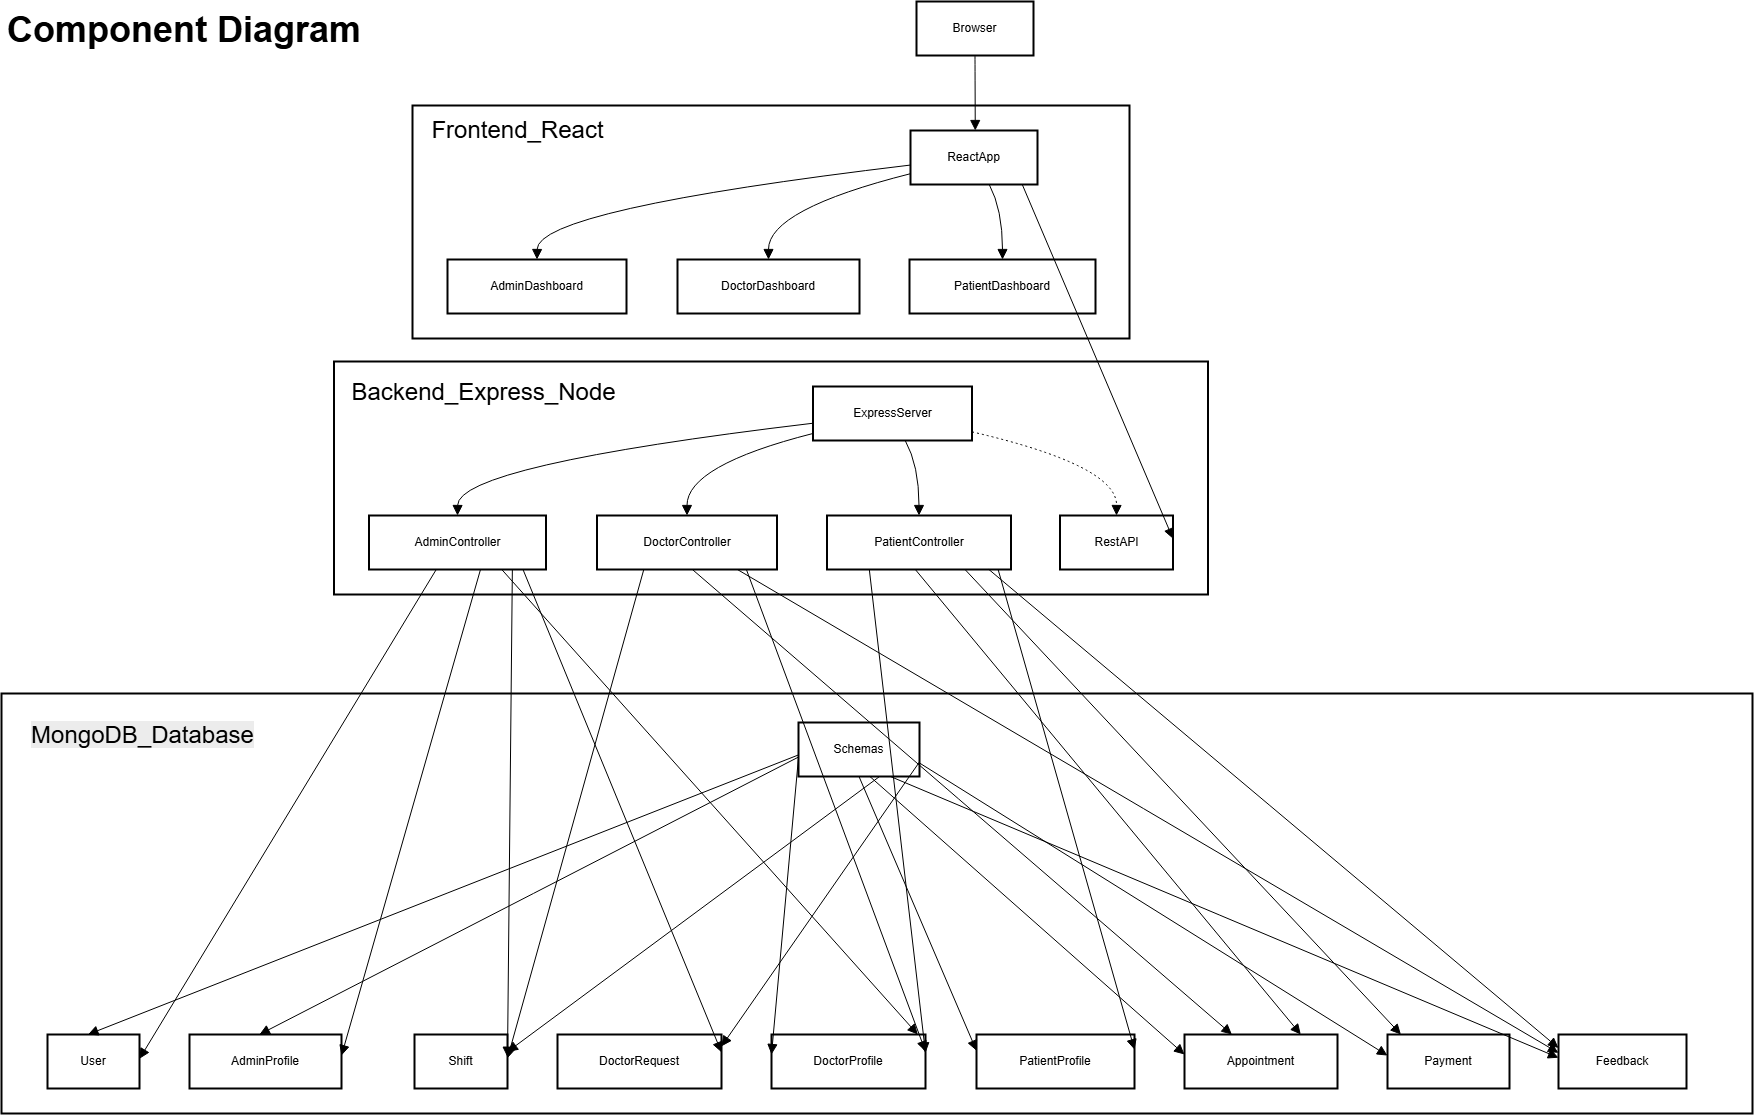 Component Diagram
Browser
Frontend_React
ReactApp
AdminDashboard
DoctorDashboard
PatientDashboard
Backend_Express_Node
ExpressServer
AdminController
DoctorController
PatientController
RestAPI
MongoDB_Database
Schemas
User
AdminProfile
Shift
DoctorRequest
DoctorProfile
PatientProfile
Appointment
Payment
Feedback